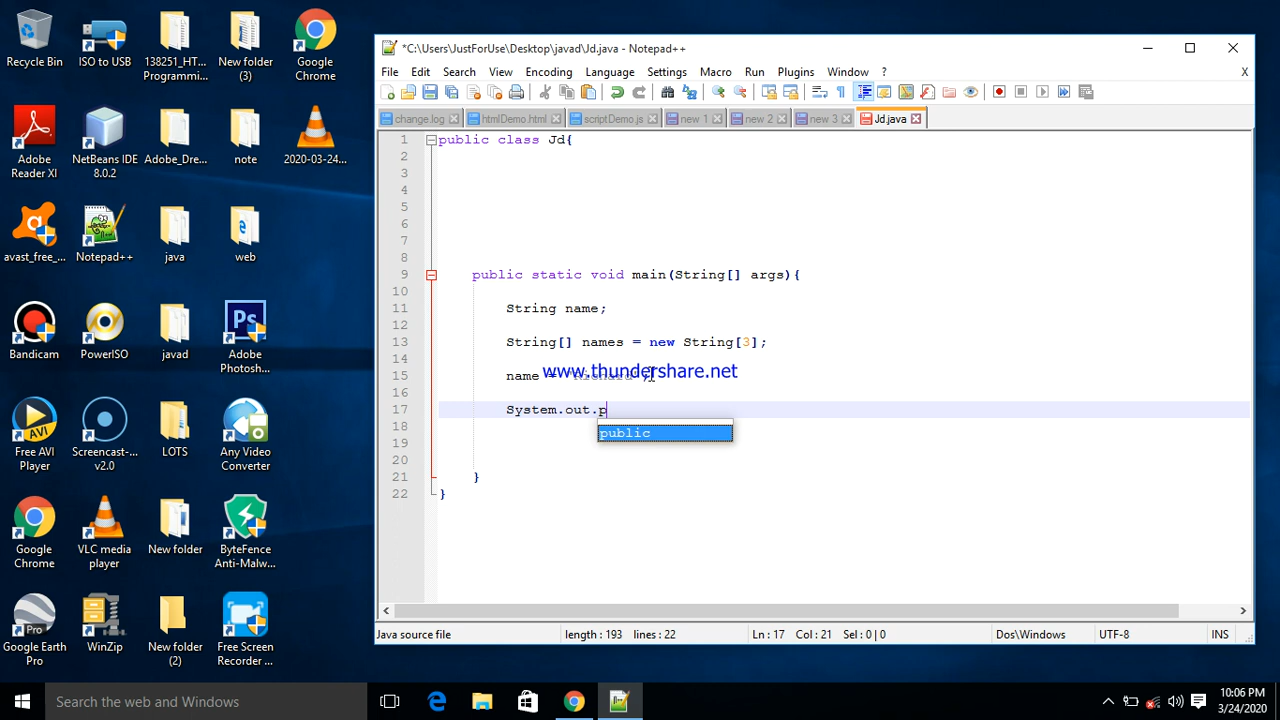 Recycle Bin
ISO to USB
138251_HT... Programmi...
New folder (3)
Google Chrome
Adobe Reader XI
NetBeans IDE 8.0.2
Adobe_Dre...
note
2020-03-24...
avast_free_...
Notepad++
java
web
Bandicam
PowerISO
javad
Ps
Adobe Photosh...
AVI
Free AVI Player
Screencast-... v2.0
LOTS
Any Video Converter
Google Chrome
VLC media player
New folder
ByteFence Anti-Malw...
Pro
Google Earth Pro
WinZip
New folder (2)
Free Screen Recorder ...
*C:\Users\JustForUse\Desktop\javad\Jd.java - Notepad++
File Edit Search View Encoding Language Settings Macro Run Plugins Window ? X
change.log htmlDemo.html scriptDemo.js new 1 new 2 new 3 Jd.java
1 public class Jd{
2
3
4
5
6
7
8
9 public static void main(String[] args){
10
11 String name;
12
13 String[] names = new String[3];
14
www.thundershare.net
15 name =
16
17 System.out.p
public
18
19
20
21 }
22 }
Java source file length : 193 lines : 22 Ln : 17 Col : 21 Sel : 0 | 0 Dos\Windows UTF-8 INS
Search the web and Windows
10:06 PM
3/24/2020